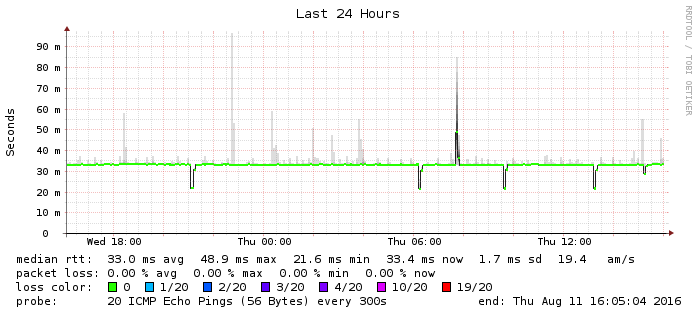 Last 24 Hours
RRDTOOL / TOBI OETIKER
Seconds
90 m
80 m
70 m
60 m
50 m
40 m
30 m
20 m
10 m
0
Wed 18:00 Thu 00:00 Thu 06:00 Thu 12:00
median rtt: 33.0 ms avg 48.9 ms max 21.6 ms min 33.4 ms now 1.7 ms sd 19.4 am/s
packet loss: 0.00 % avg 0.00 % max 0.00 % min 0.00 % now
loss color: 0 1/20 2/20 3/20 4/20 10/20 19/20
probe: 20 ICMP Echo Pings (56 Bytes) every 300s end: Thu Aug 11 16:05:04 2016